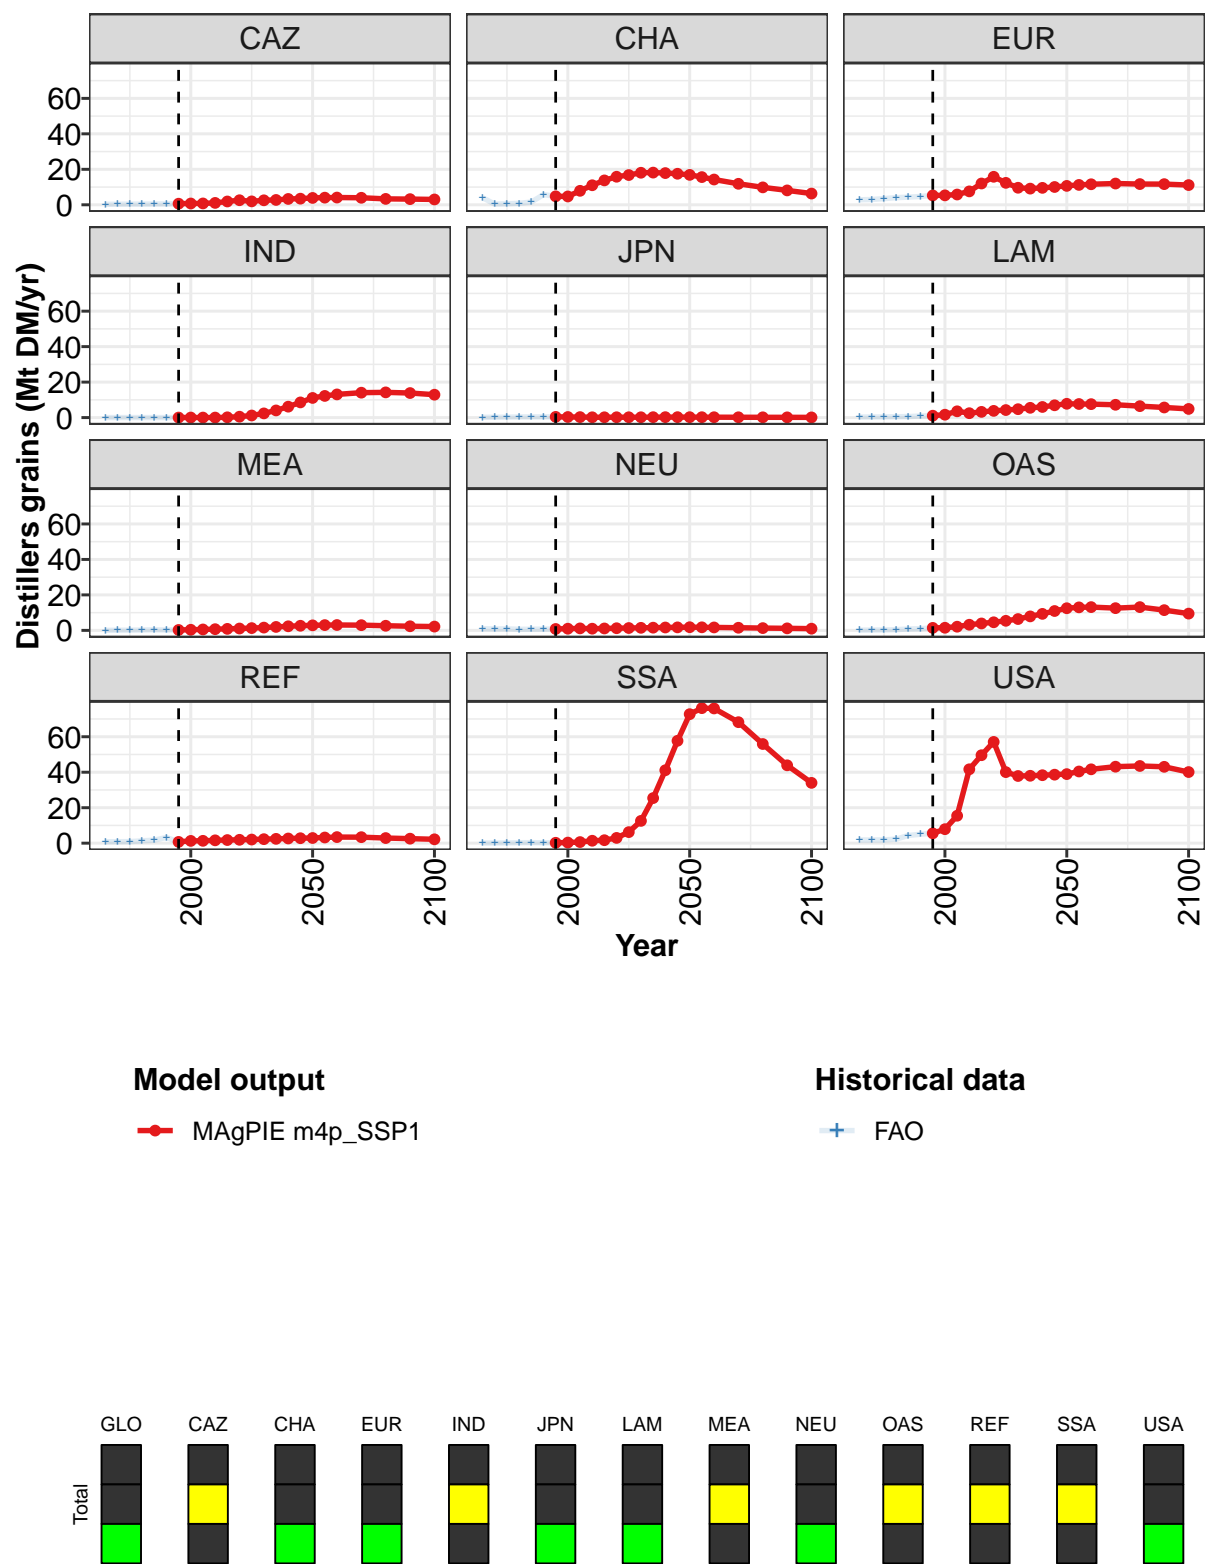 CAZ CHA EUR
60
40
20
0
IND JPN LAM
60
40
20
0
Distillers grains (Mt DM/yr)
MEA NEU OAS
60
40
20
0
REF SSA USA
60
40
20
0
2000 2050 2100 2000 2050 2100 2000 2050 2100
Year
Model output Historical data
MAgPIE m4p_SSP1 FAO
GLO CAZ CHA EUR IND JPN LAM MEA NEU OAS REF SSA USA
Total